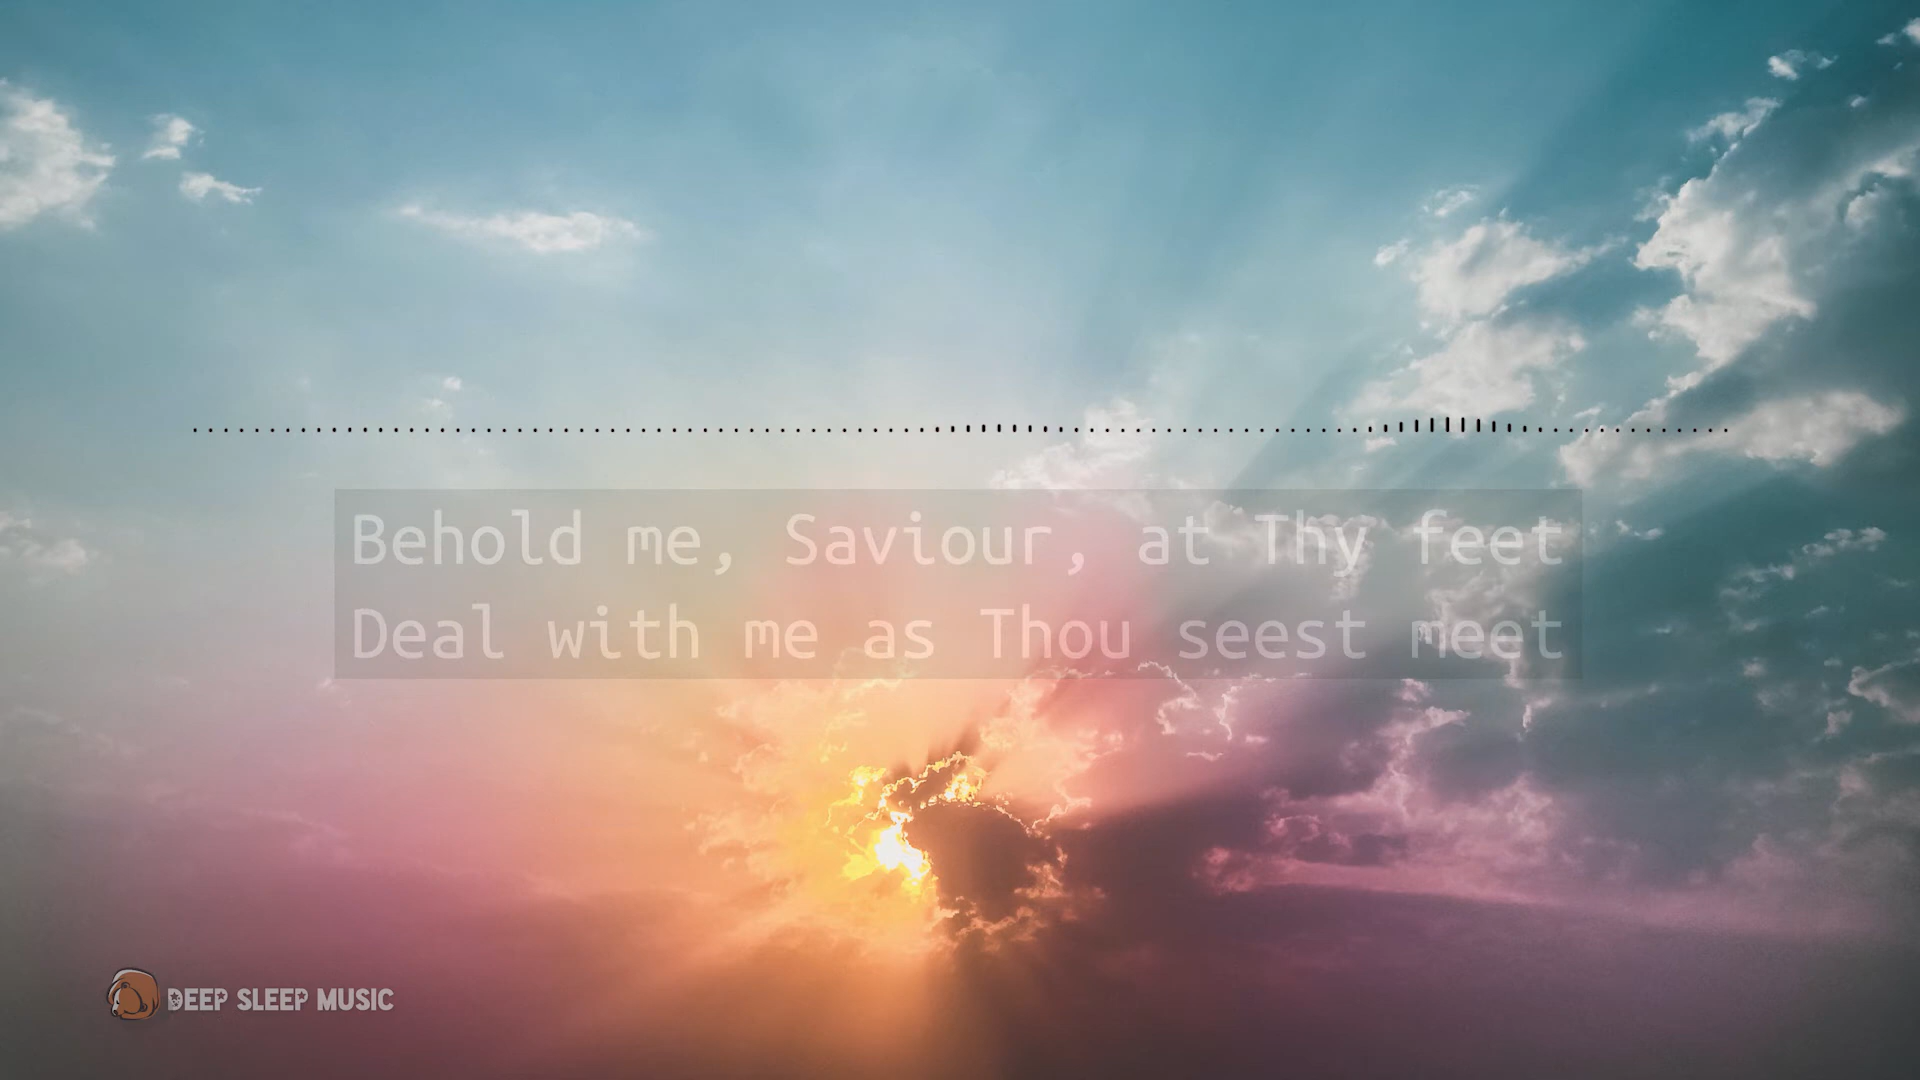 Behold me, Saviour, at Thy feet
Deal with me as Thou seest meet
DEEP SLEEP MUSIC